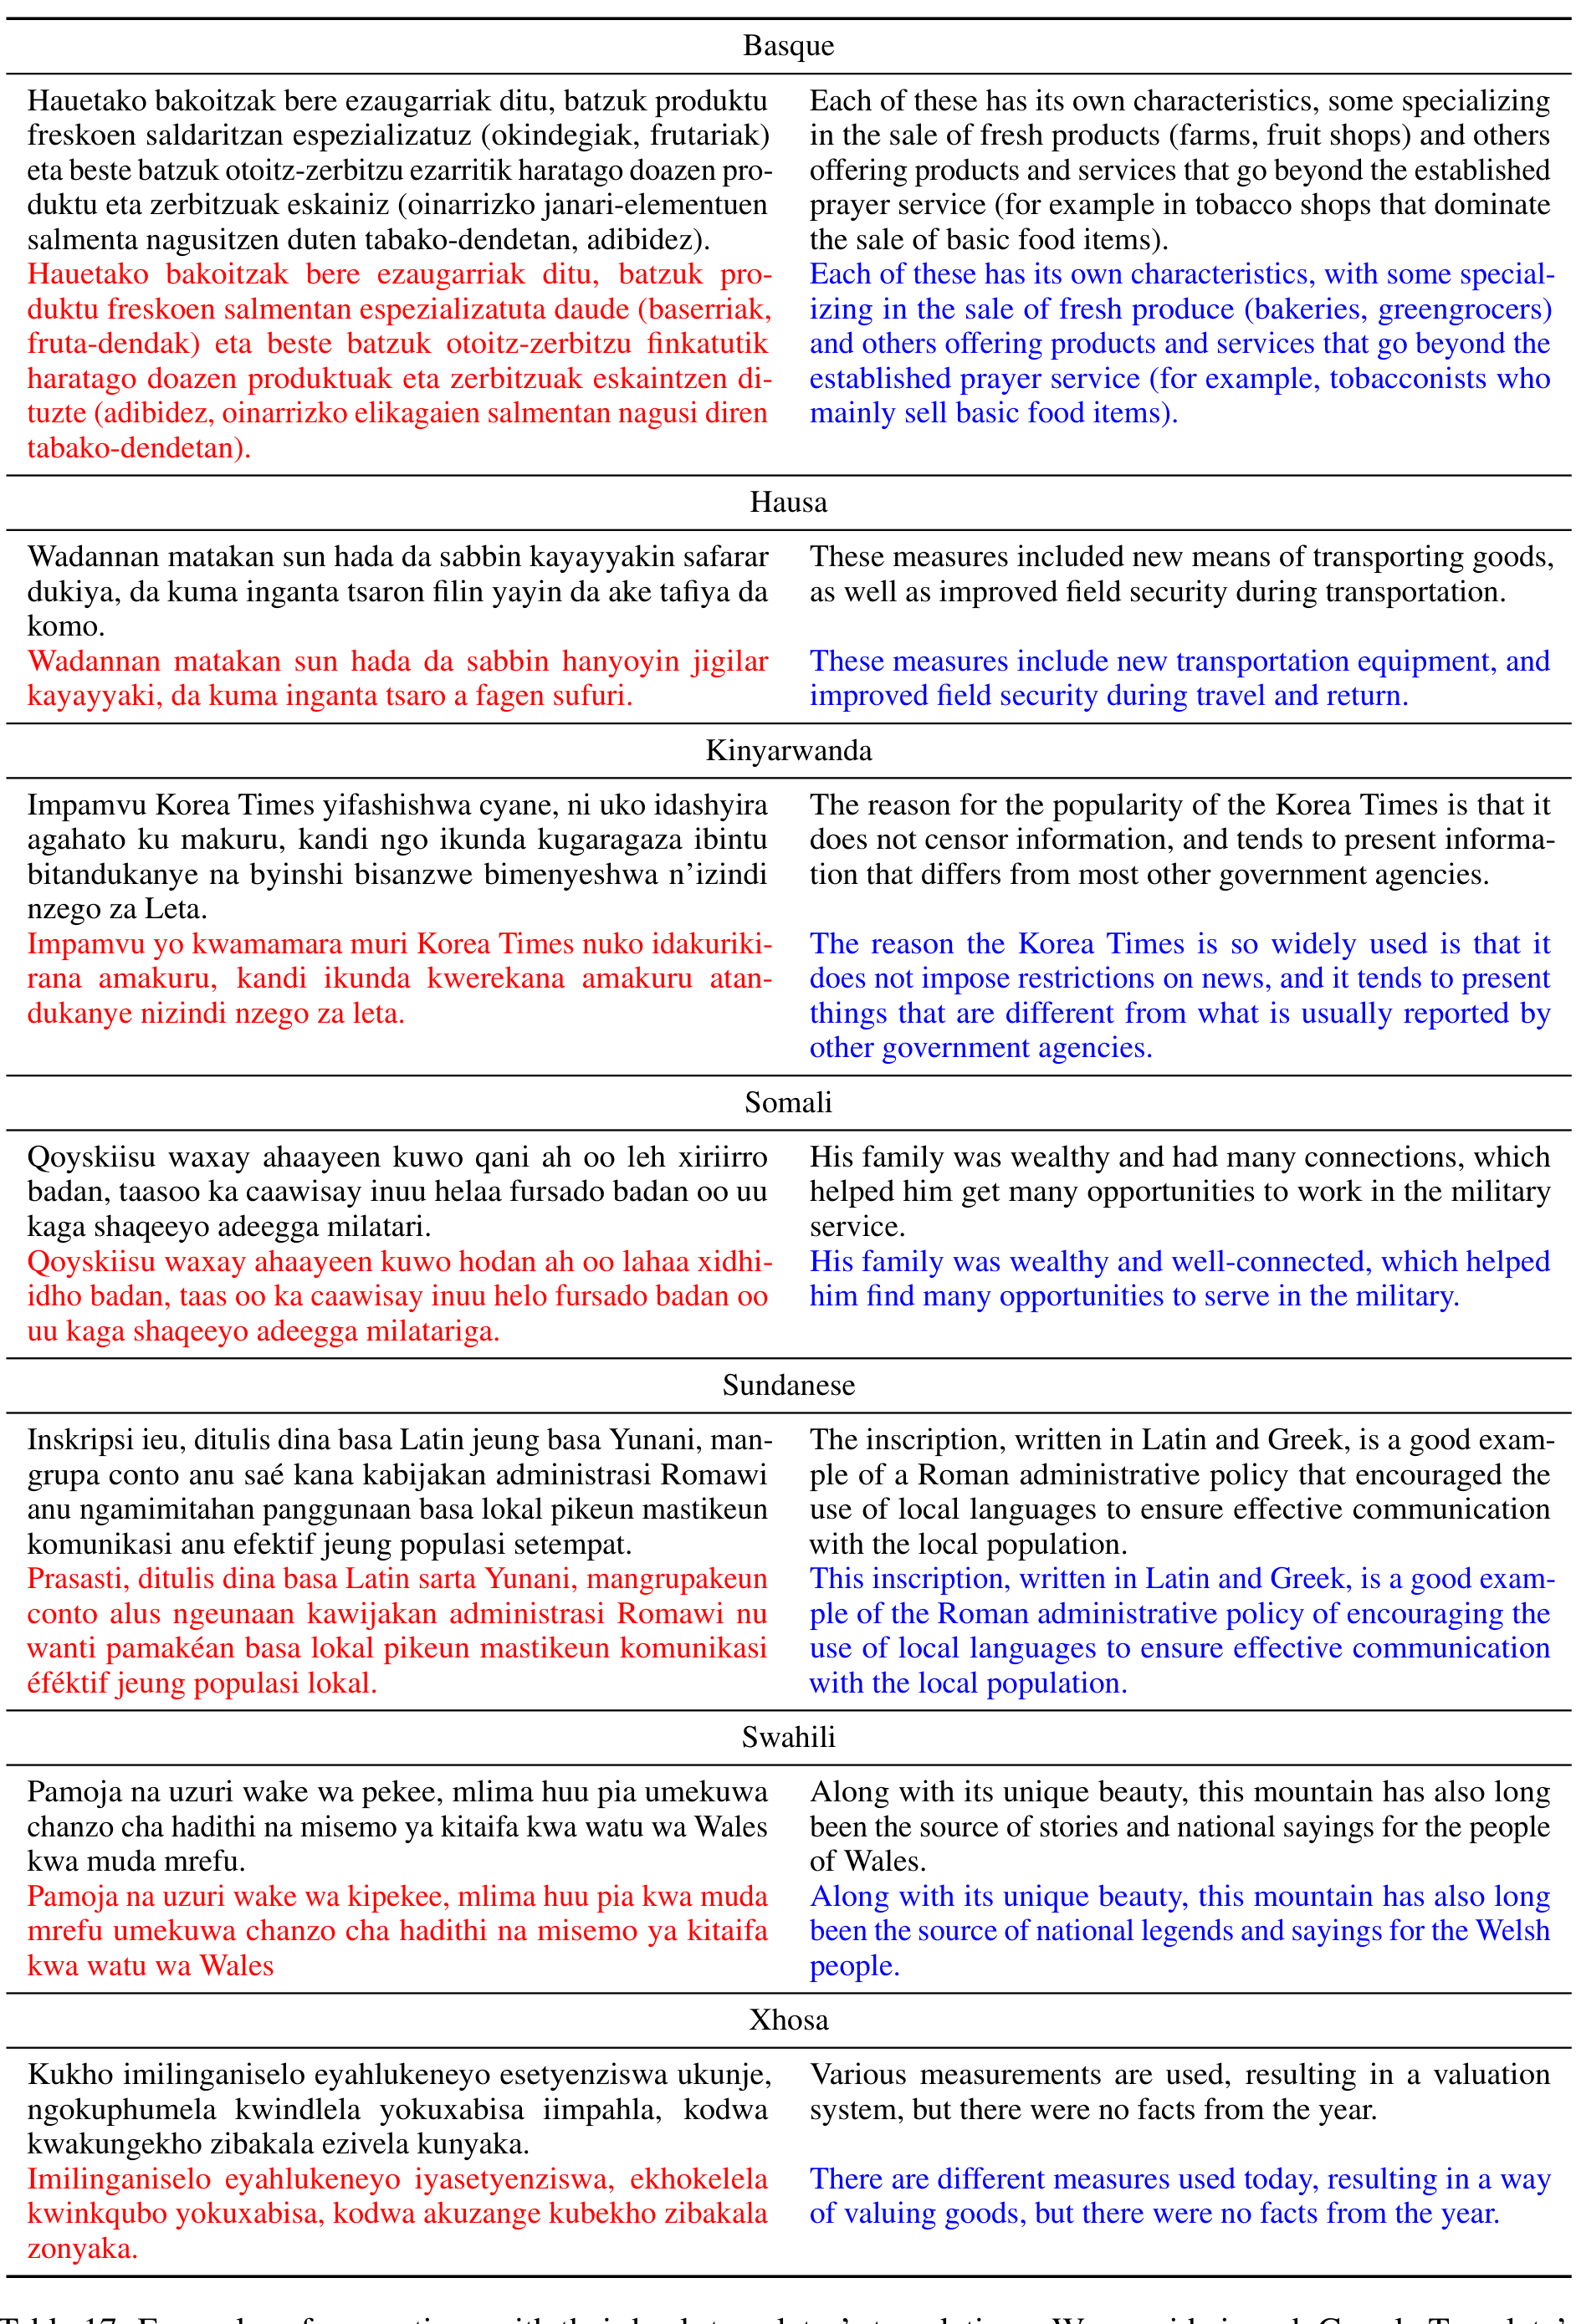 Basque
Hauetako bakoitzak bere ezaugarriak ditu, batzuk produktu
freskoen saldaritzan espezializatuz (okindegiak, frutariak)
eta beste batzuk otoitz-zerbitzu ezarritik haratago doazen pro-
duktu eta zerbitzuak eskainiz (oinarrizko janari-elementuen
salmenta nagusitzen duten tabako-dendetan, adibidez).
Hauetako bakoitzak bere ezaugarriak ditu, batzuk pro-
duktu freskoen salmentan espezializatuta daude (baserriak,
fruta-dendak) eta beste batzuk otoitz-zerbitzu finkatutik
haratago doazen produktuak eta zerbitzuak eskaintzen di-
tuzte (adibidez, oinarrizko elikagaien salmentan nagusi diren
tabako-dendetan).
Each of these has its own characteristics, some specializing
in the sale of fresh products (farms, fruit shops) and others
offering products and services that go beyond the established
prayer service (for example in tobacco shops that dominate
the sale of basic food items).
Each of these has its own characteristics, with some special-
izing in the sale of fresh produce (bakeries, greengrocers)
and others offering products and services that go beyond the
established prayer service (for example, tobacconists who
mainly sell basic food items).
Hausa
Wadannan matakan sun hada da sabbin kayayyakin safarar
dukiya, da kuma inganta tsaron filin yayin da ake tafiya da
komo.
Wadannan matakan sun hada da sabbin hanyoyin jigilar
kayayyaki, da kuma inganta tsaro a fagen sufuri.
These measures included new means of transporting goods,
as well as improved field security during transportation.
These measures include new transportation equipment, and
improved field security during travel and return.
Kinyarwanda
Impamvu Korea Times yifashishwa cyane, ni uko idashyira
agahato ku makuru, kandi ngo ikunda kugaragaza ibintu
bitandukanye na byinshi bisanzwe bimenyeshwa n'izindi
nzego za Leta.
Impamvu yo kwamamara muri Korea Times nuko idakuriki-
rana amakuru, kandi ikunda kwerekana amakuru atan-
dukanye nizindi nzego za leta.
The reason for the popularity of the Korea Times is that it
does not censor information, and tends to present informa-
tion that differs from most other government agencies.
The reason the Korea Times is so widely used is that it
does not impose restrictions on news, and it tends to present
things that are different from what is usually reported by
other government agencies.
Somali
Qoyskiisu waxay ahaayeen kuwo qani ah oo leh xiriirro
badan, taasoo ka caawisay inuu helaa fursado badan oo uu
kaga shaqeeyo adeegga milatari.
Qoyskiisu waxay ahaayeen kuwo hodan ah oo lahaa xidhi-
idho badan, taas oo ka caawisay inuu helo fursado badan oo
uu kaga shaqeeyo adeegga milatariga.
His family was wealthy and had many connections, which
helped him get many opportunities to work in the military
service.
His family was wealthy and well-connected, which helped
him find many opportunities to serve in the military.
Sundanese
Inskripsi ieu, ditulis dina basa Latin jeung basa Yunani, man-
grupa conto anu saé kana kabijakan administrasi Romawi
anu ngamimitahan panggunaan basa lokal pikeun mastikeun
komunikasi anu efektif jeung populasi setempat.
Prasasti, ditulis dina basa Latin sarta Yunani, mangrupakeun
conto alus ngeunaan kawijakan administrasi Romawi nu
wanti pamakéan basa lokal pikeun mastikeun komunikasi
éféktif jeung populasi lokal.
The inscription, written in Latin and Greek, is a good exam-
ple of a Roman administrative policy that encouraged the
use of local languages to ensure effective communication
with the local population.
This inscription, written in Latin and Greek, is a good exam-
ple of the Roman administrative policy of encouraging the
use of local languages to ensure effective communication
with the local population.
Swahili
Pamoja na uzuri wake wa pekee, mlima huu pia umekuwa
chanzo cha hadithi na misemo ya kitaifa kwa watu wa Wales
kwa muda mrefu.
Pamoja na uzuri wake wa kipekee, mlima huu pia kwa muda
mrefu umekuwa chanzo cha hadithi na misemo ya kitaifa
kwa watu wa Wales
Along with its unique beauty, this mountain has also long
been the source of stories and national sayings for the people
of Wales.
Along with its unique beauty, this mountain has also long
been the source of national legends and sayings for the Welsh
people.
Xhosa
Kukho imilinganiselo eyahlukeneyo esetyenziswa ukunje,
ngokuphumela kwindlela yokuxabisa iimpahla, kodwa
kwakungekho zibakala ezivela kunyaka.
Imilinganiselo eyahlukeneyo iyasetyenziswa, ekhokelela
kwinkqubo yokuxabisa, kodwa akuzange kubekho zibakala
zonyaka.
Various measurements are used, resulting in a valuation
system, but there were no facts from the year.
There are different measures used today, resulting in a way
of valuing goods, but there were no facts from the year.